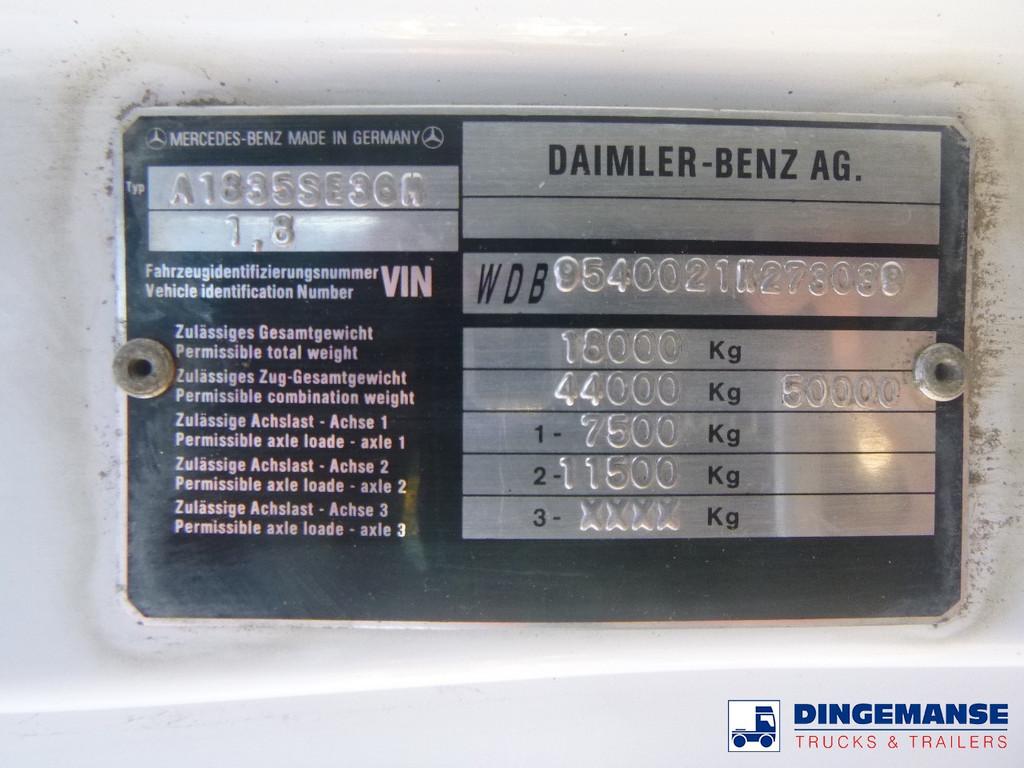 MERCEDES-BENZ MADE IN GERMANY
DAIMLER-BENZ AG.
Typ A1835SE36M
1,8
Fahrzeugidentifizierungsnummer
Vehicle identification Number
VIN WDB9540021K273039
Zulässiges Gesamtgewicht
Permissible total weight
18000 Kg
Zulässiges Zug-Gesamtgewicht
Permissible combination weight
44000 Kg 50000
Zulässige Achslast - Achse 1
Permissible axle loade - axle 1
1- 7500 Kg
Zulässige Achslast - Achse 2
Permissible axle loade - axle 2
2- 11500 Kg
Zulässige Achslast - Achse 3
Permissible axle loade - axle 3
3- XXXX Kg
DINGEMANSE
TRUCKS & TRAILERS